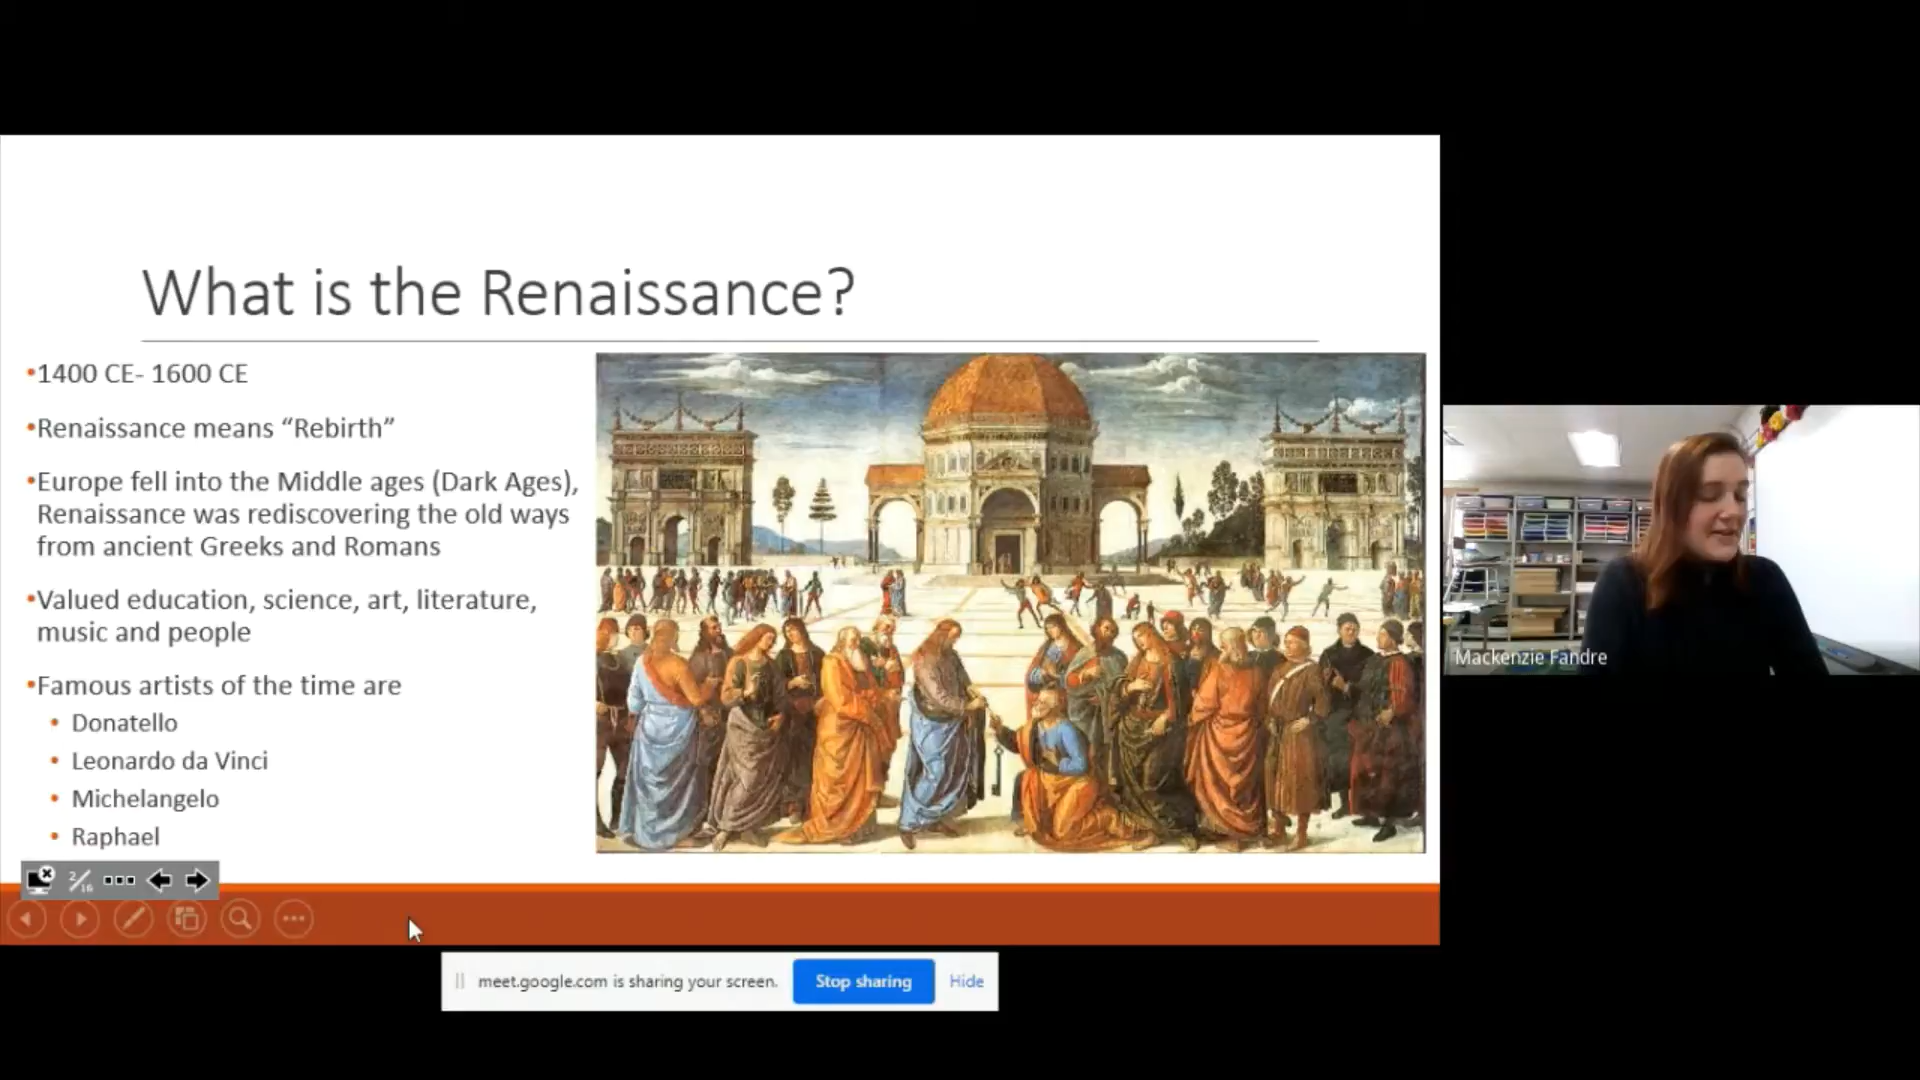 What is the Renaissance?
•1400 CE- 1600 CE
•Renaissance means “Rebirth”
•Europe fell into the Middle ages (Dark Ages),
Renaissance was rediscovering the old ways
from ancient Greeks and Romans
•Valued education, science, art, literature,
music and people
•Famous artists of the time are
• Donatello
• Leonardo da Vinci
• Michelangelo
• Raphael
2/16
Mackenzie Fandre
meet.google.com is sharing your screen. Stop sharing Hide